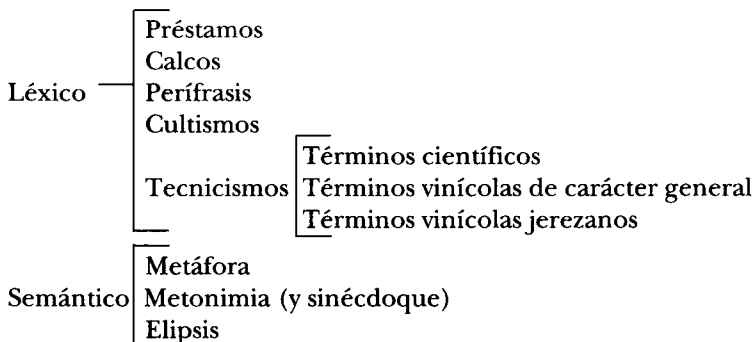 Préstamos
Calcos
Léxico Perífrasis
Cultismos
Términos científicos
Tecnicismos Términos vinícolas de carácter general
Términos vinícolas jerezanos
Metáfora
Semántico Metonimia (y sinécdoque)
Elipsis